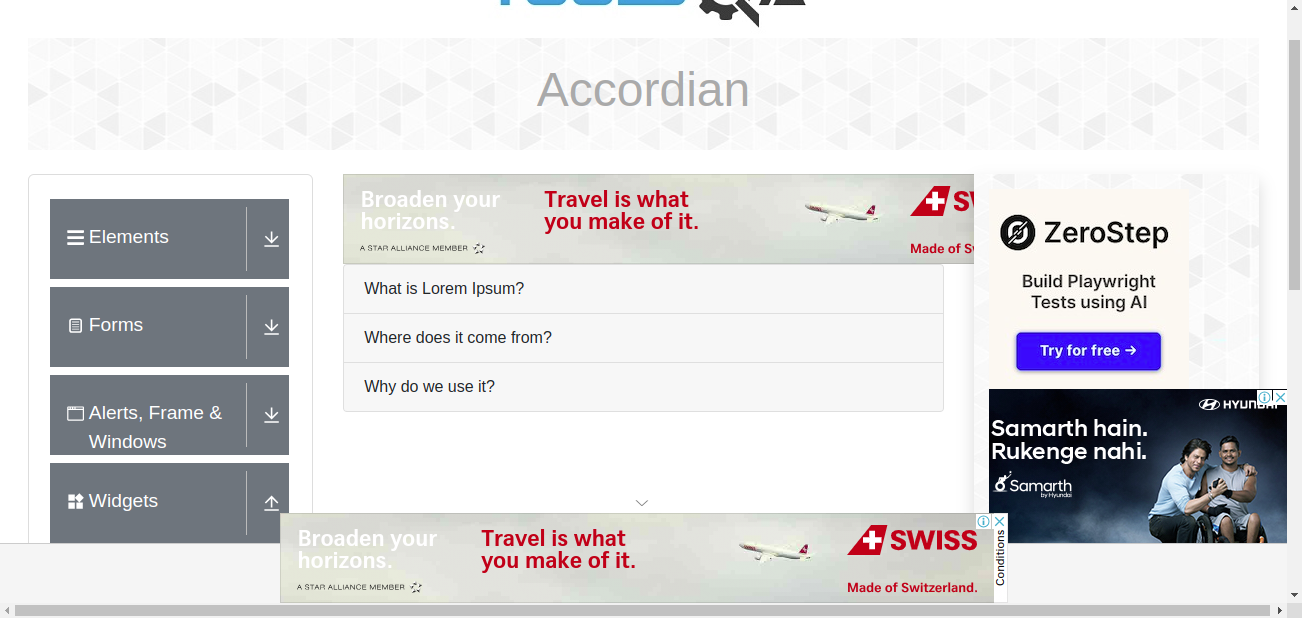 Accordian
Elements
Forms
Alerts, Frame &
Windows
Widgets
Broaden your
horizons.
A STAR ALLIANCE MEMBER
Travel is what
you make of it.
Made of S
What is Lorem Ipsum?
Where does it come from?
Why do we use it?
ZeroStep
Build Playwright
Tests using AI
Try for free →
HYUNDAI
Samarth hain.
Rukenge nahi.
Samarth
by Hyundai
Broaden your
horizons.
A STAR ALLIANCE MEMBER
Travel is what
you make of it.
SWISS
Made of Switzerland.
Conditions